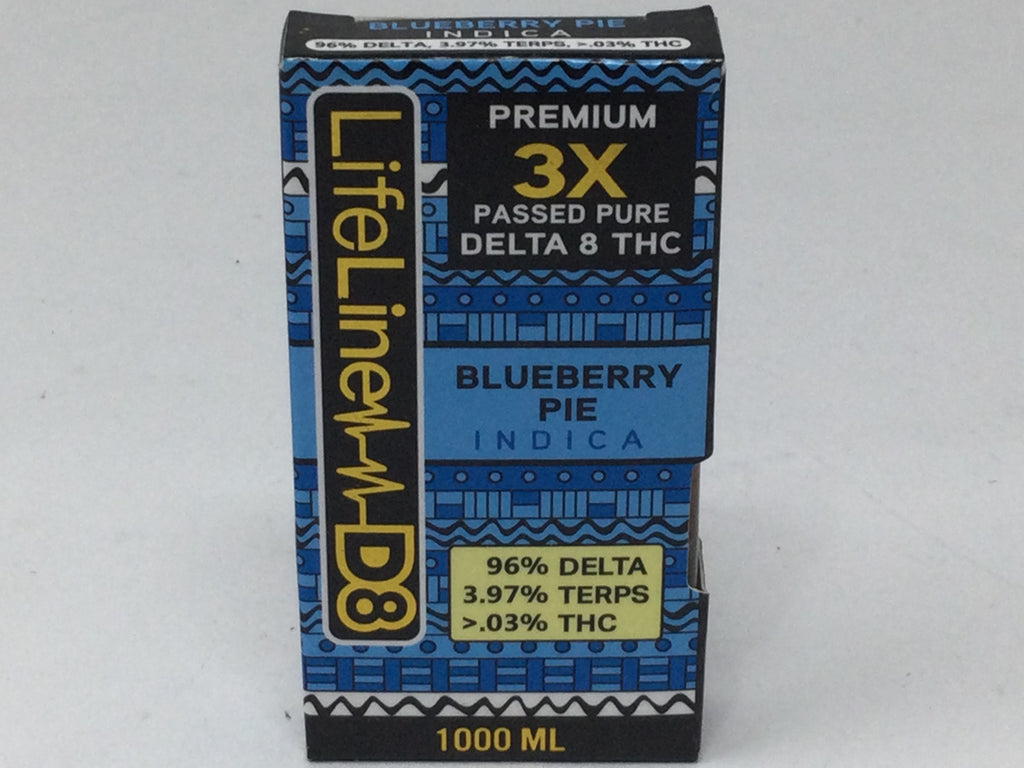 BLUEBERRY PIE
INDICA
96% DELTA, 3.97% TERPS, >.03% THC
LifeLine D8
PREMIUM
3X
PASSED PURE
DELTA 8 THC
BLUEBERRY
PIE
INDICA
96% DELTA
3.97% TERPS
>.03% THC
1000 ML